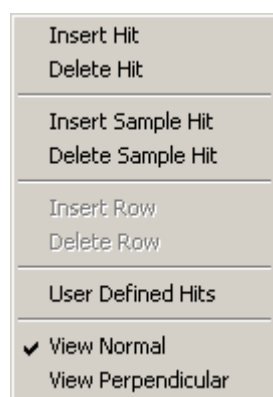 Insert Hit
Delete Hit
Insert Sample Hit
Delete Sample Hit
Insert Row
Delete Row
User Defined Hits
View Normal
View Perpendicular